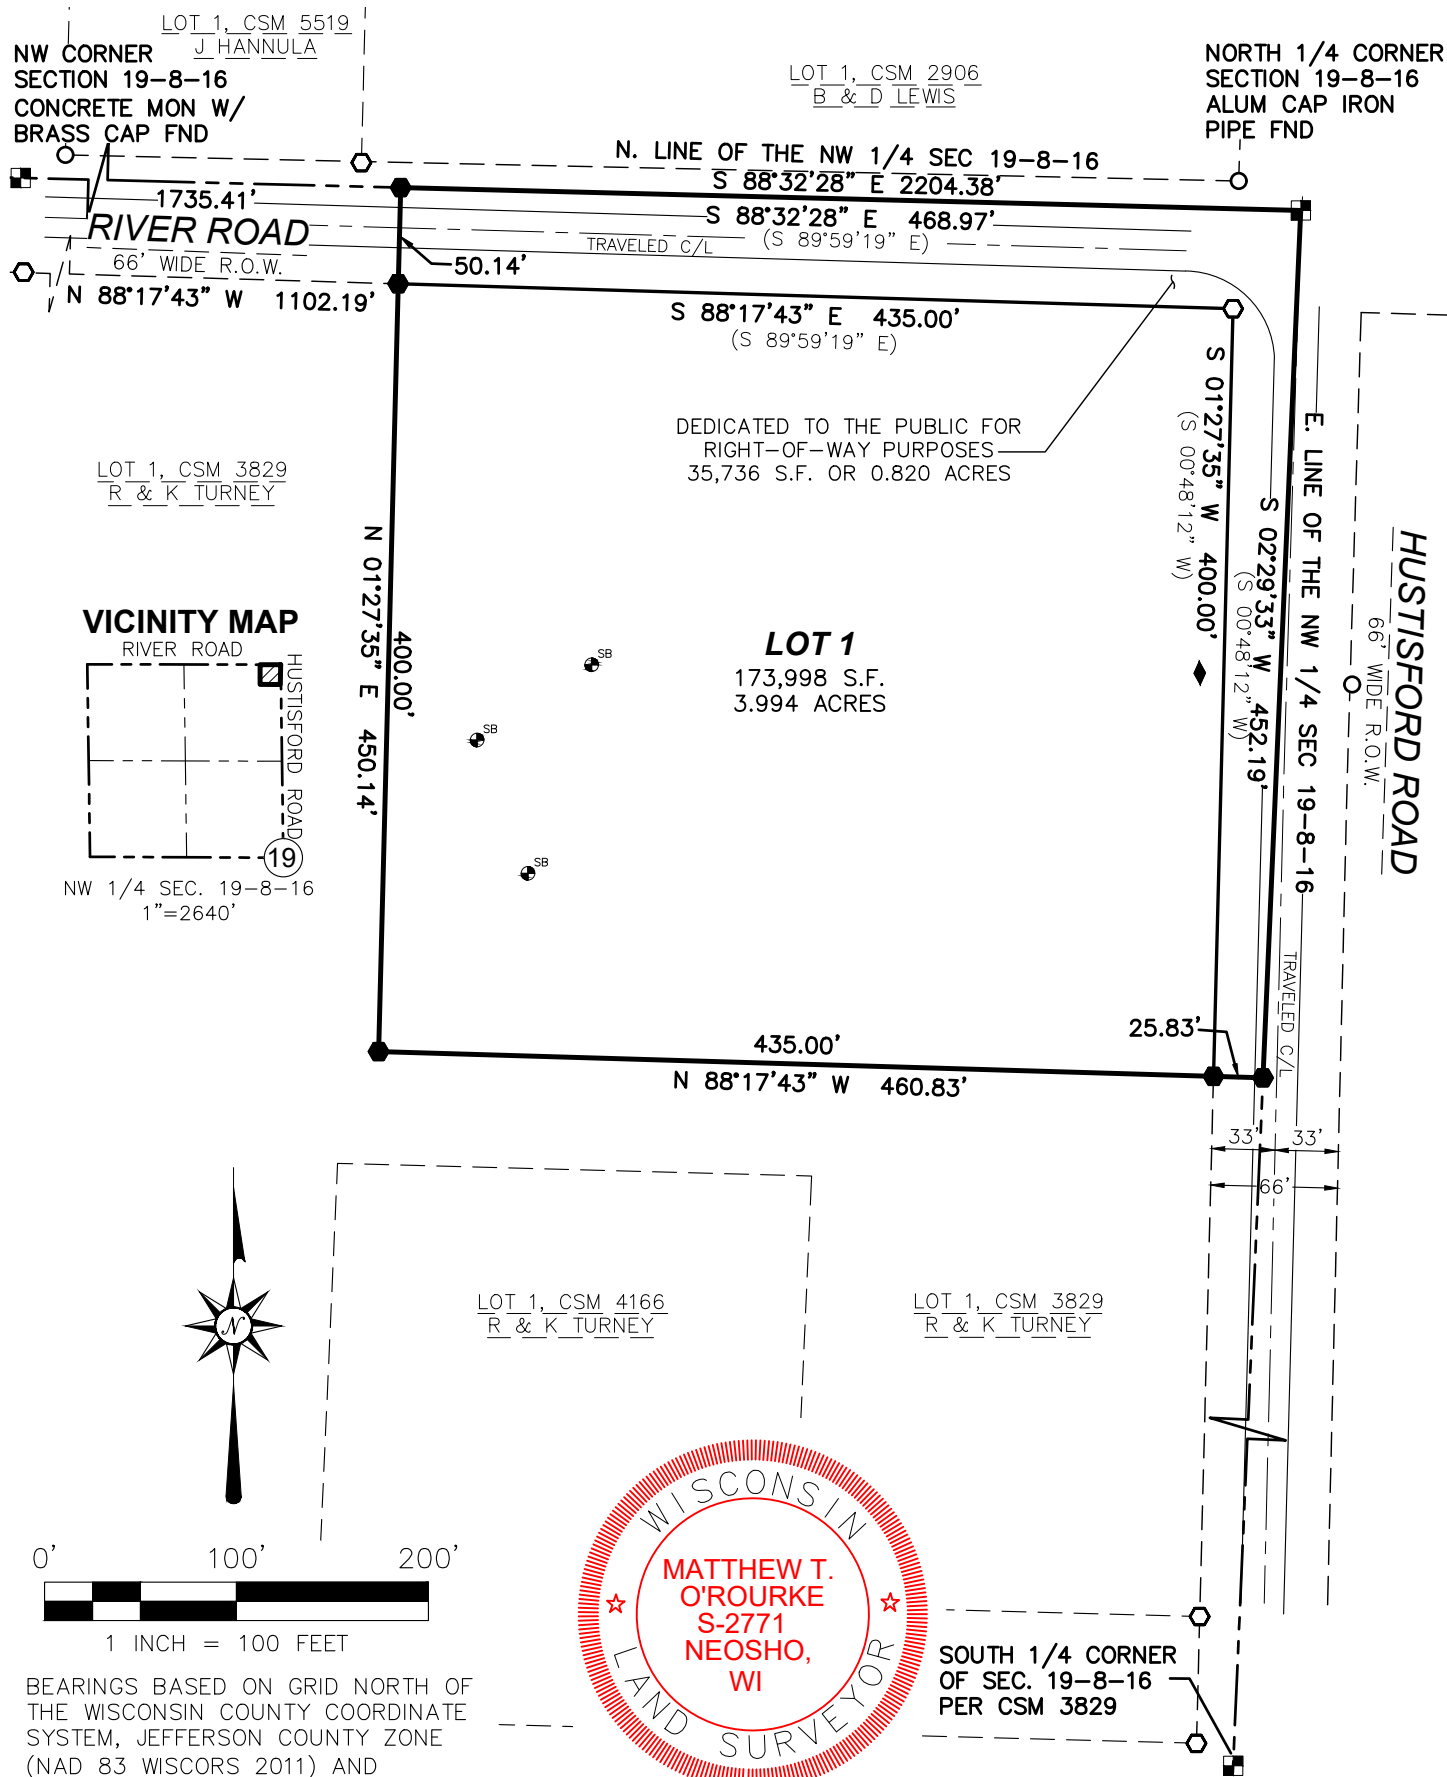 LOT 1, CSM 5519
J HANNULA
NW CORNER
SECTION 19-8-16
CONCRETE MON W/
BRASS CAP FND
LOT 1, CSM 2906
B & D LEWIS
NORTH 1/4 CORNER
SECTION 19-8-16
ALUM CAP IRON
PIPE FND
N. LINE OF THE NW 1/4 SEC 19-8-16
S 88°32'28" E 2204.38'
1735.41'
S 88°32'28" E 468.97'
(S 89°59'19" E)
RIVER ROAD
TRAVELED C/L
66' WIDE R.O.W.
50.14'
N 88°17'43" W 1102.19'
S 88°17'43" E 435.00'
(S 89°59'19" E)
S 01°27'35" W 400.00'
(S 00°48'12" W)
DEDICATED TO THE PUBLIC FOR
RIGHT-OF-WAY PURPOSES
35,736 S.F. OR 0.820 ACRES
E. LINE OF THE NW 1/4 SEC 19-8-16
S 02°29'33" W 452.19'
(S 00°48'12" W)
HUSTISFORD ROAD
66' WIDE R.O.W.
LOT 1, CSM 3829
R & K TURNEY
400.00'
N 01°27'35" E 450.14'
VICINITY MAP
RIVER ROAD
HUSTISFORD ROAD
19
NW 1/4 SEC. 19-8-16
1"=2640'
LOT 1
173,998 S.F.
3.994 ACRES
SB
SB
SB
TRAVELED C/L
25.83'
435.00'
N 88°17'43" W 460.83'
33'
33'
66'
LOT 1, CSM 4166
R & K TURNEY
LOT 1, CSM 3829
R & K TURNEY
N
0'
100'
200'
1 INCH = 100 FEET
WISCONSIN
MATTHEW T.
O'ROURKE
S-2771
NEOSHO,
WI
LAND SURVEYOR
SOUTH 1/4 CORNER
OF SEC. 19-8-16
PER CSM 3829
BEARINGS BASED ON GRID NORTH OF
THE WISCONSIN COUNTY COORDINATE
SYSTEM, JEFFERSON COUNTY ZONE
(NAD 83 WISCORS 2011) AND